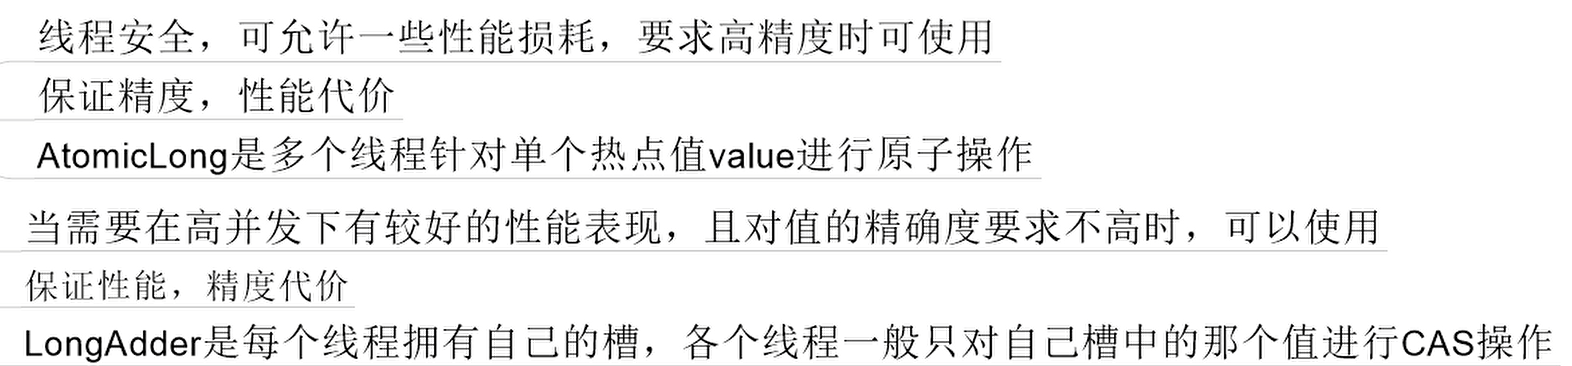 线程安全，可允许一些性能损耗，要求高精度时可使用
保证精度，性能代价
AtomicLong是多个线程针对单个热点值value进行原子操作
当需要在高并发下有较好的性能表现，且对值的精确度要求不高时，可以使用
保证性能，精度代价
LongAdder是每个线程拥有自己的槽，各个线程一般只对自己槽中的那个值进行CAS操作